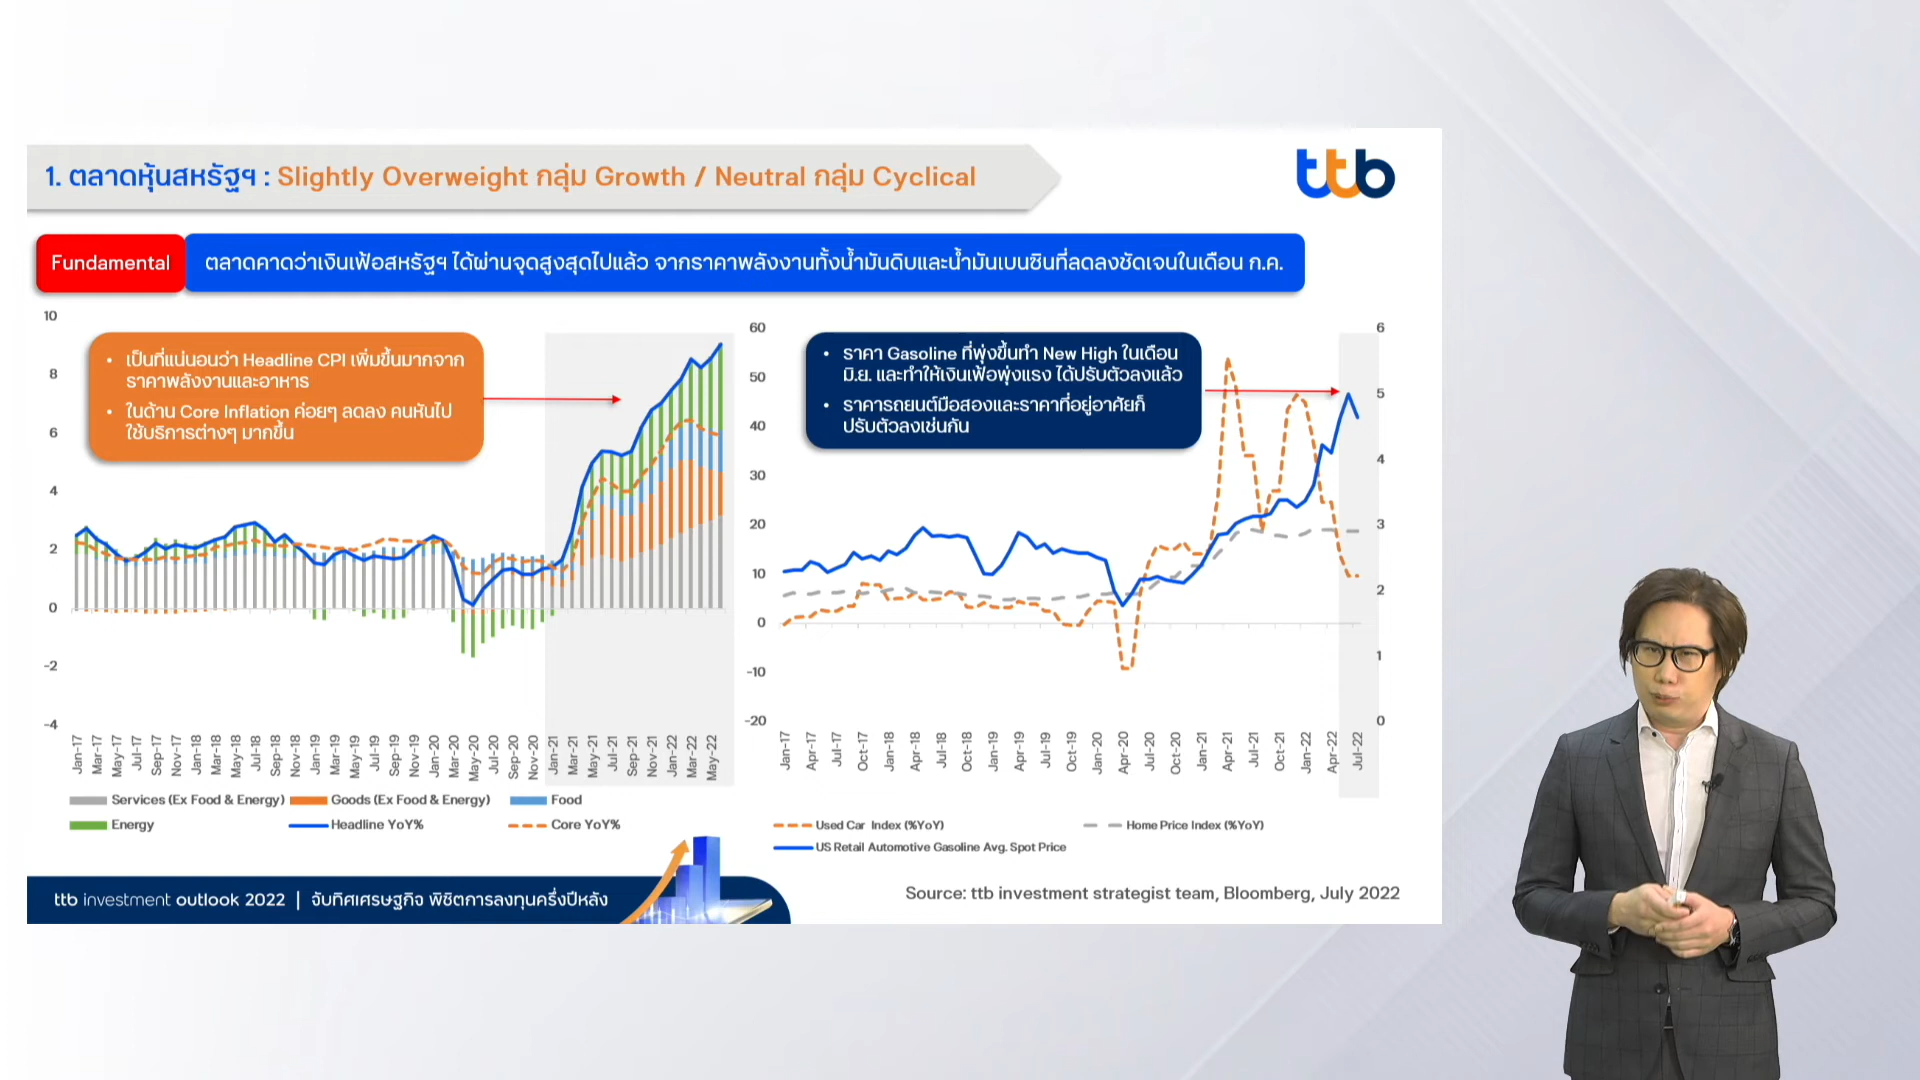 1. ตลาดหุ้นสหรัฐฯ : Slightly Overweight กลุ่ม Growth / Neutral กลุ่ม Cyclical
ttb
Fundamental
ตลาดคาดว่าเงินเฟ้อสหรัฐฯ ได้ผ่านจุดสูงสุดไปแล้ว จากราคาพลังงานทั้งน้ำมันดิบและน้ำมันเบนซินที่ลดลงชัดเจนในเดือน ก.ค.
• เป็นที่แน่นอนว่า Headline CPI เพิ่มขึ้นมากจาก
ราคาพลังงานและอาหาร
• ในด้าน Core Inflation ค่อยๆ ลดลง คนหันไป
ใช้บริการต่างๆ มากขึ้น
10
8
6
4
2
0
-2
-4
Jan-17
Mar-17
May-17
Jul-17
Sep-17
Nov-17
Jan-18
Mar-18
May-18
Jul-18
Sep-18
Nov-18
Jan-19
Mar-19
May-19
Jul-19
Sep-19
Nov-19
Jan-20
Mar-20
May-20
Jul-20
Sep-20
Nov-20
Jan-21
Mar-21
May-21
Jul-21
Sep-21
Nov-21
Jan-22
Mar-22
May-22
Services (Ex Food & Energy)
Goods (Ex Food & Energy)
Food
Energy
Headline YoY%
Core YoY%
• ราคา Gasoline ที่พุ่งขึ้นทำ New High ในเดือน
มิ.ย. และทำให้เงินเฟ้อพุ่งแรง ได้ปรับตัวลงแล้ว
• ราคารถยนต์มือสองและราคาที่อยู่อาศัยก็
ปรับตัวลงเช่นกัน
60
50
40
30
20
10
0
-10
-20
6
5
4
3
2
1
0
Jan-17
Apr-17
Jul-17
Oct-17
Jan-18
Apr-18
Jul-18
Oct-18
Jan-19
Apr-19
Jul-19
Oct-19
Jan-20
Apr-20
Jul-20
Oct-20
Jan-21
Apr-21
Jul-21
Oct-21
Jan-22
Apr-22
Jul-22
Used Car Index (%YoY)
Home Price Index (%YoY)
US Retail Automotive Gasoline Avg. Spot Price
ttb investment outlook 2022 | จับทิศเศรษฐกิจ พิชิตการลงทุนครึ่งปีหลัง
Source: ttb investment strategist team, Bloomberg, July 2022